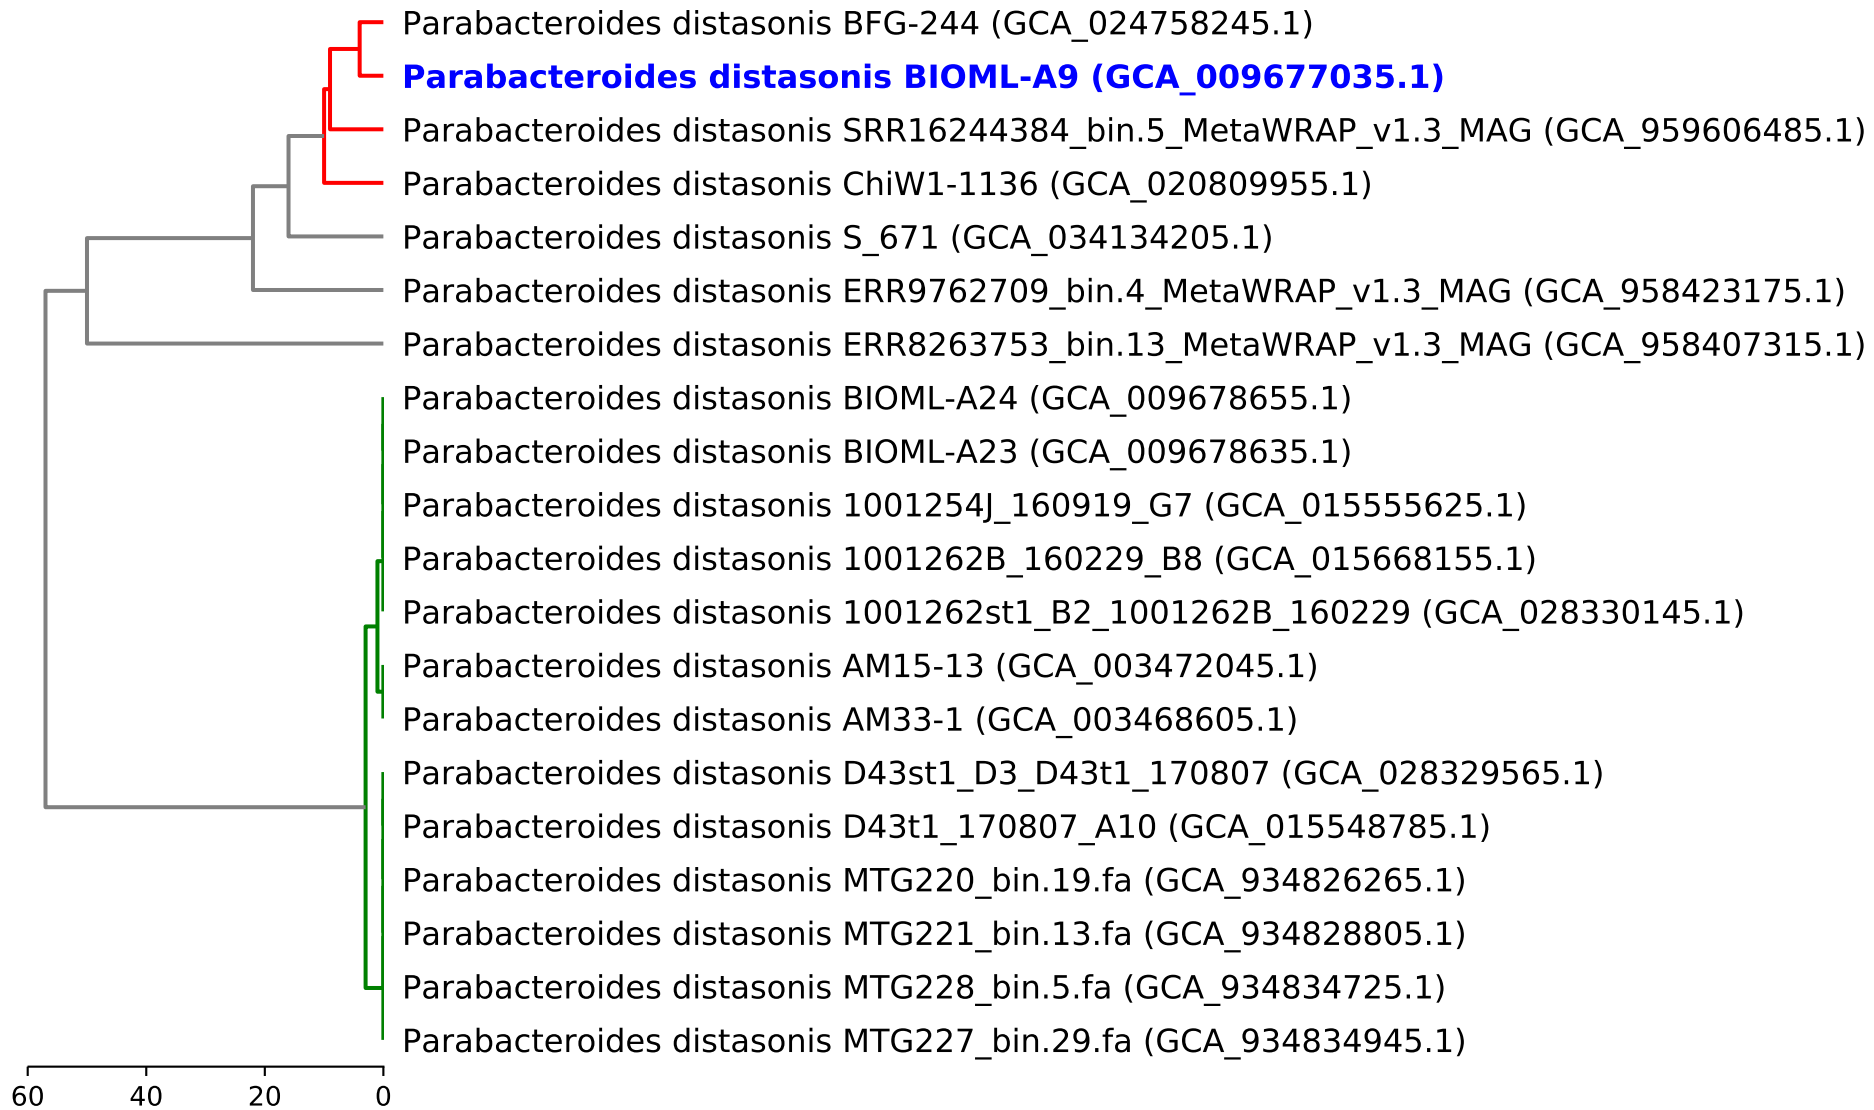 Parabacteroides distasonis BFG-244 (GCA_024758245.1)
Parabacteroides distasonis BIOML-A9 (GCA_009677035.1)
Parabacteroides distasonis SRR16244384_bin.5_MetaWRAP_v1.3_MAG (GCA_959606485.1)
Parabacteroides distasonis ChiW1-1136 (GCA_020809955.1)
Parabacteroides distasonis S_671 (GCA_034134205.1)
Parabacteroides distasonis ERR9762709_bin.4_MetaWRAP_v1.3_MAG (GCA_958423175.1)
Parabacteroides distasonis ERR8263753_bin.13_MetaWRAP_v1.3_MAG (GCA_958407315.1)
Parabacteroides distasonis BIOML-A24 (GCA_009678655.1)
Parabacteroides distasonis BIOML-A23 (GCA_009678635.1)
Parabacteroides distasonis 1001254J_160919_G7 (GCA_015555625.1)
Parabacteroides distasonis 1001262B_160229_B8 (GCA_015668155.1)
Parabacteroides distasonis 1001262st1_B2_1001262B_160229 (GCA_028330145.1)
Parabacteroides distasonis AM15-13 (GCA_003472045.1)
Parabacteroides distasonis AM33-1 (GCA_003468605.1)
Parabacteroides distasonis D43st1_D3_D43t1_170807 (GCA_028329565.1)
Parabacteroides distasonis D43t1_170807_A10 (GCA_015548785.1)
Parabacteroides distasonis MTG220_bin.19.fa (GCA_934826265.1)
Parabacteroides distasonis MTG221_bin.13.fa (GCA_934828805.1)
Parabacteroides distasonis MTG228_bin.5.fa (GCA_934834725.1)
Parabacteroides distasonis MTG227_bin.29.fa (GCA_934834945.1)
60 40 20 0